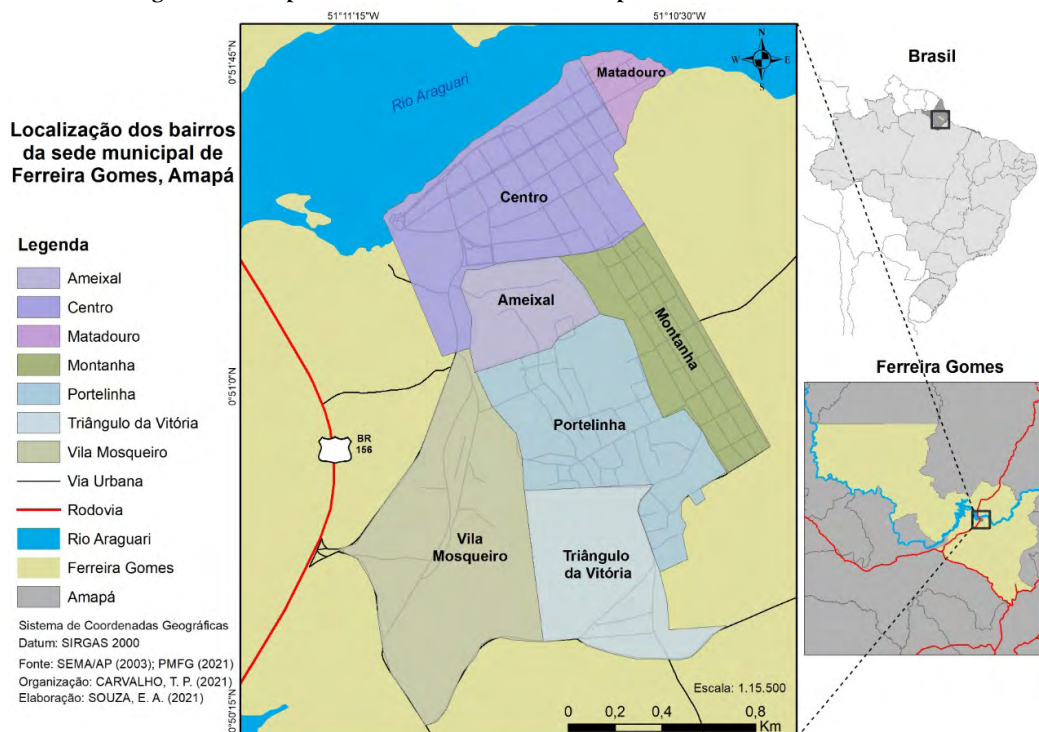 51°11'15"W
51°10'30"W
0°51'45"N
0°51'0"N
0°50'15"N
Localização dos bairros
da sede municipal de
Ferreira Gomes, Amapá
Legenda
Ameixal
Centro
Matadouro
Montanha
Portelinha
Triângulo da Vitória
Vila Mosqueiro
Via Urbana
Rodovia
Rio Araguari
Ferreira Gomes
Amapá
Sistema de Coordenadas Geográficas
Datum: SIRGAS 2000
Fonte: SEMA/AP (2003); PMFG (2021)
Organização: CARVALHO, T. P. (2021)
Elaboração: SOUZA, E. A. (2021)
Rio Araguari
Matadouro
Centro
Ameixal
Montanha
Portelinha
Vila
Mosqueiro
Triângulo
da Vitória
BR
156
N
W E
S
Escala: 1.15.500
0 0,2 0,4 0,8
Km
Brasil
Ferreira Gomes